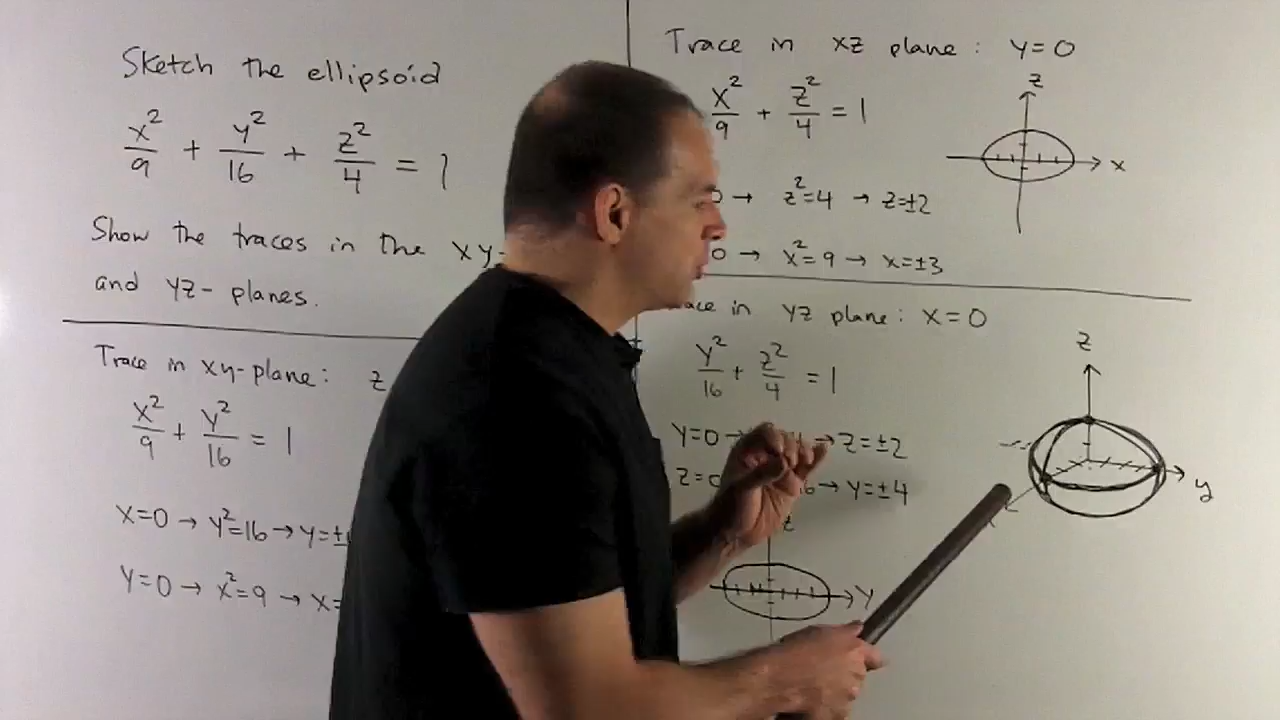 Sketch the ellipsoid
x²/9 + y²/16 + z²/4 = 1
Show the traces in the xy-
and yz-planes.
Trace in xy-plane: z
x²/9 + y²/16 = 1
x=0 → y²=16 → y=±
y=0 → x²=9 → x=
Trace in xz plane: y=0
x²/9 + z²/4 = 1
0 → z²=4 → z=±2
0 → x²=9 → x=±3
z
x
in yz plane: x=0
y²/16 + z²/4 = 1
y=0 → → z=±2
z= → y=±4
z
y
z
y